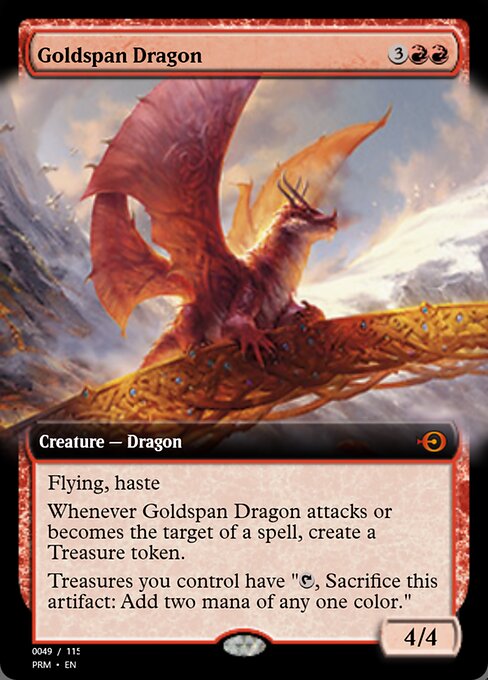 Goldspan Dragon 3
Creature — Dragon
Flying, haste
Whenever Goldspan Dragon attacks or
becomes the target of a spell, create a
Treasure token.
Treasures you control have ", Sacrifice this
artifact: Add two mana of any one color."
4/4
0049 / 115
PRM • EN